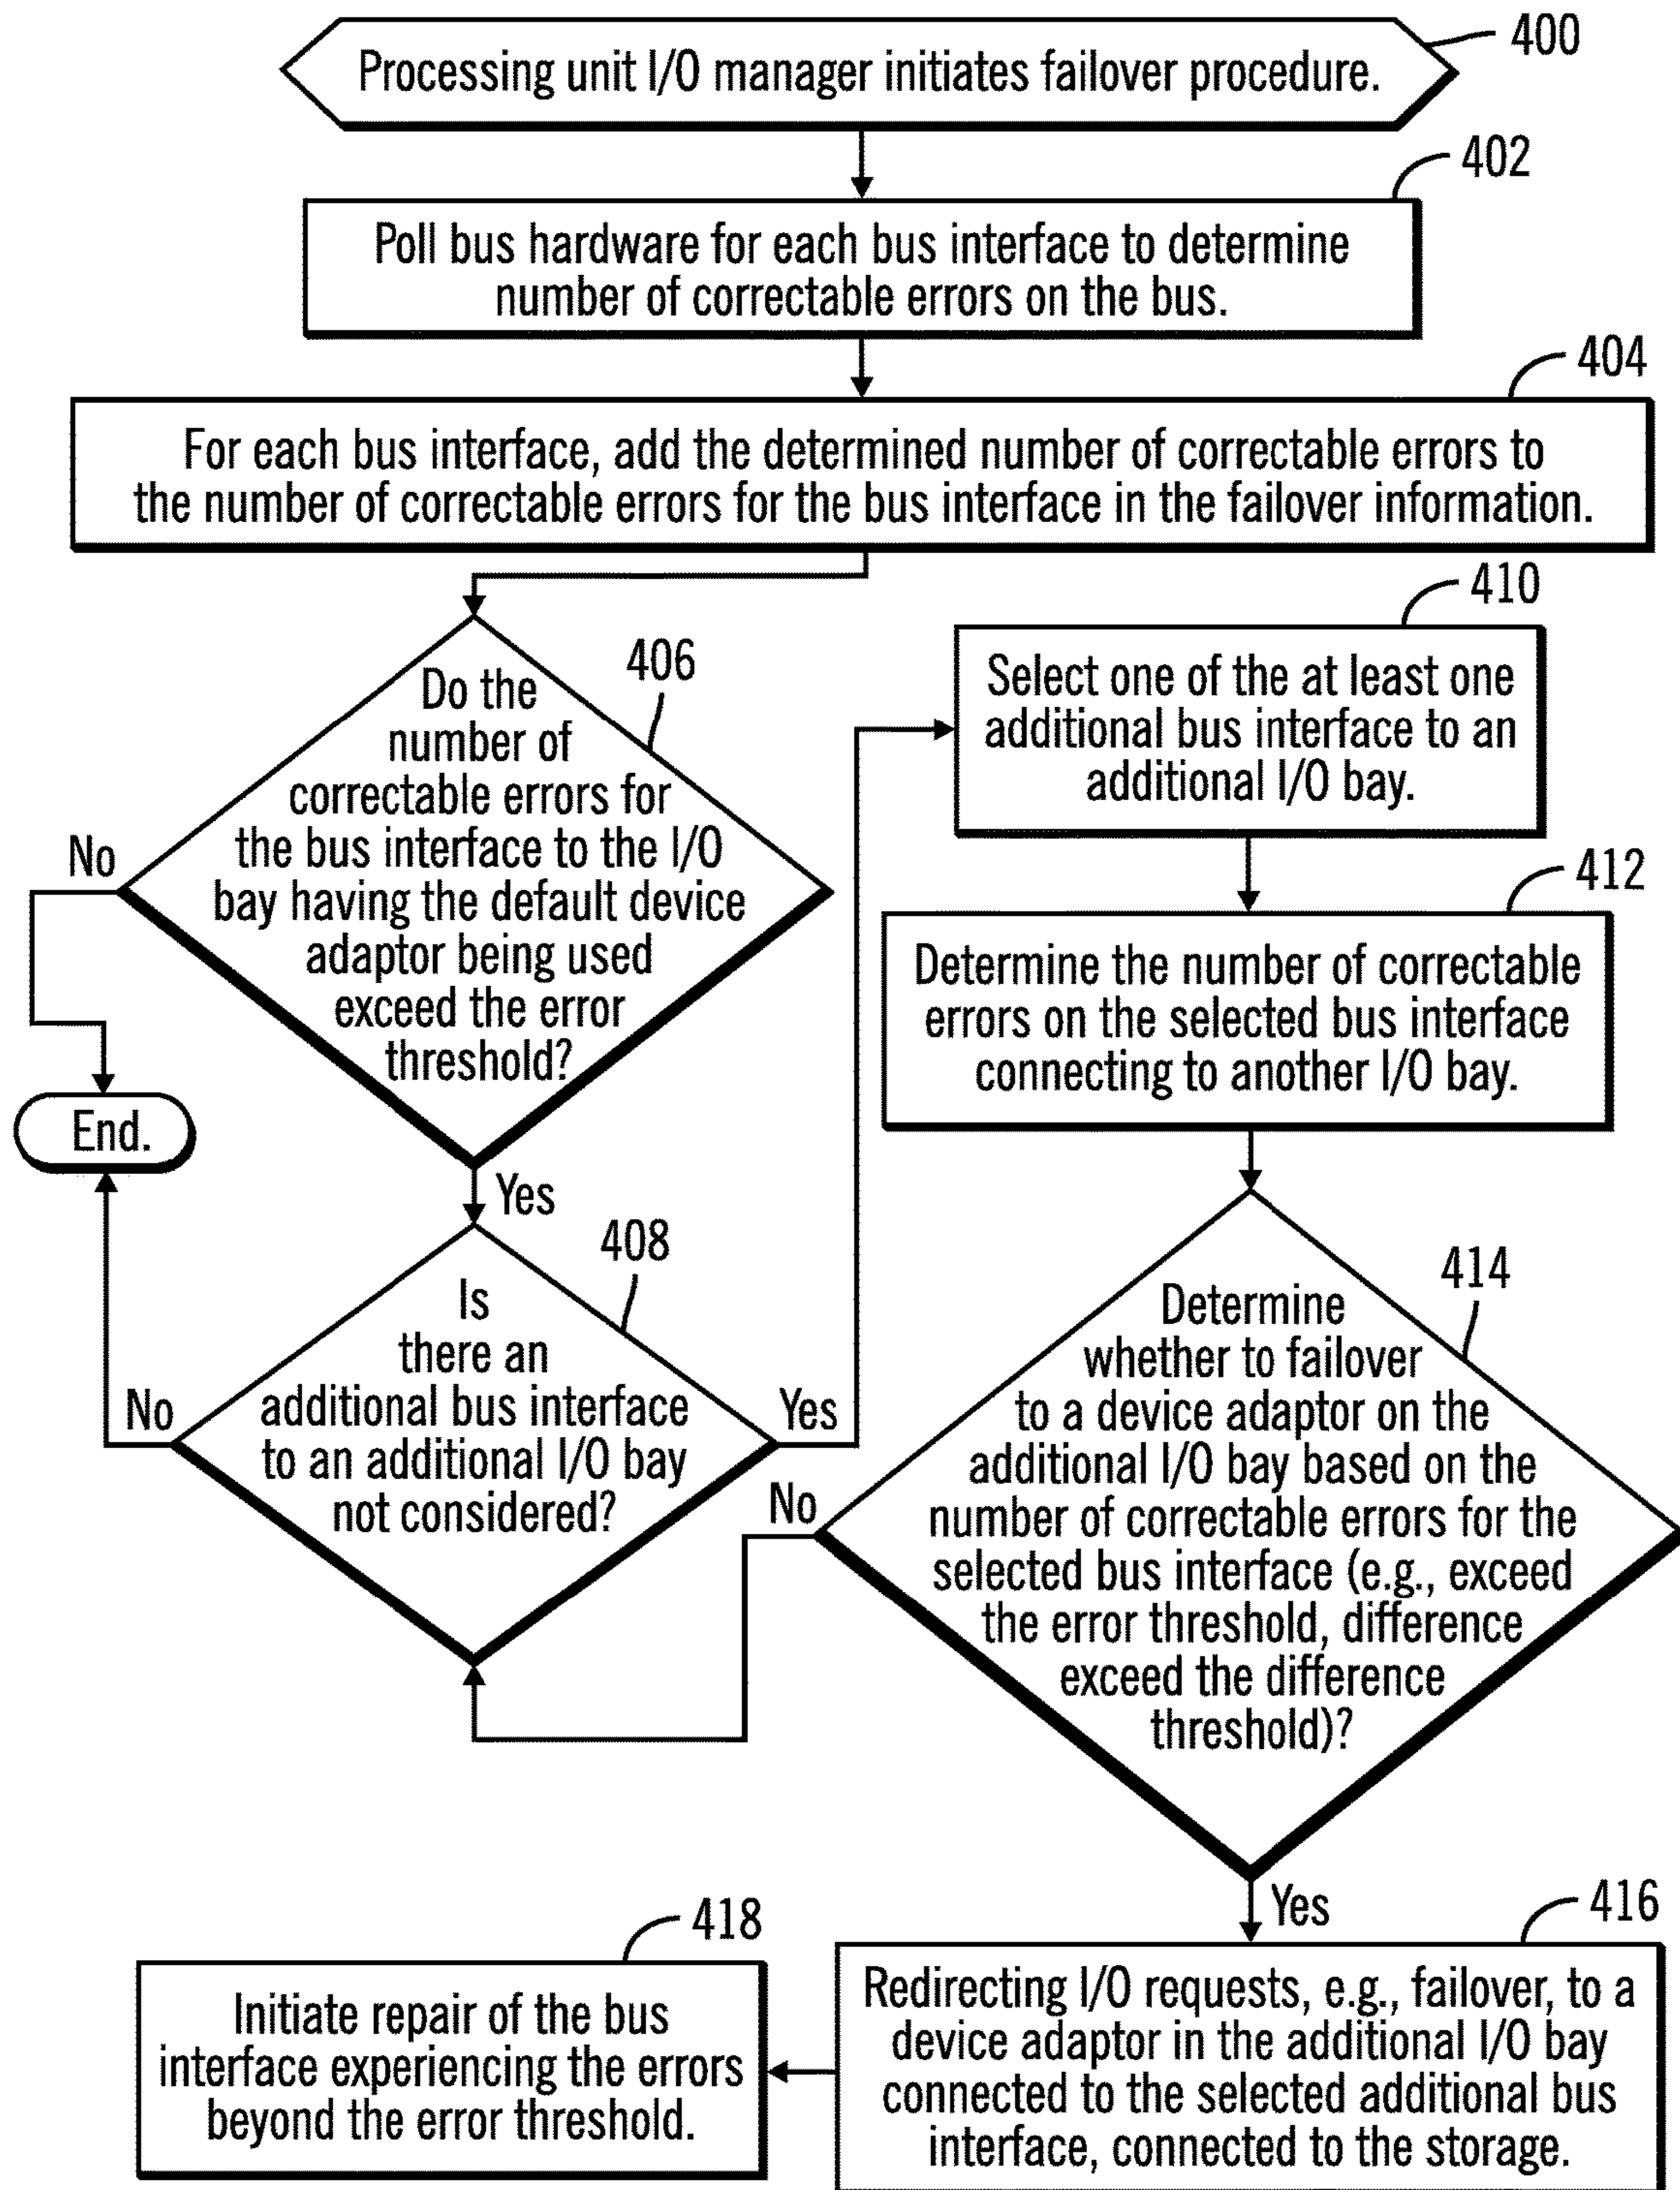 Processing unit I/O manager initiates failover procedure.
400
402
Poll bus hardware for each bus interface to determine
number of correctable errors on the bus.
404
For each bus interface, add the determined number of correctable errors to
the number of correctable errors for the bus interface in the failover information.
406
Do the
number of
correctable errors for
the bus interface to the I/O
bay having the default device
adaptor being used
exceed the error
threshold?
No
End.
Yes
408
Is
there an
additional bus interface
to an additional I/O bay
not considered?
No
Yes
410
Select one of the at least one
additional bus interface to an
additional I/O bay.
412
Determine the number of correctable
errors on the selected bus interface
connecting to another I/O bay.
414
Determine
whether to failover
to a device adaptor on the
additional I/O bay based on the
number of correctable errors for the
selected bus interface (e.g., exceed
the error threshold, difference
exceed the difference
threshold)?
No
Yes
416
Redirecting I/O requests, e.g., failover, to a
device adaptor in the additional I/O bay
connected to the selected additional bus
interface, connected to the storage.
418
Initiate repair of the bus
interface experiencing the errors
beyond the error threshold.